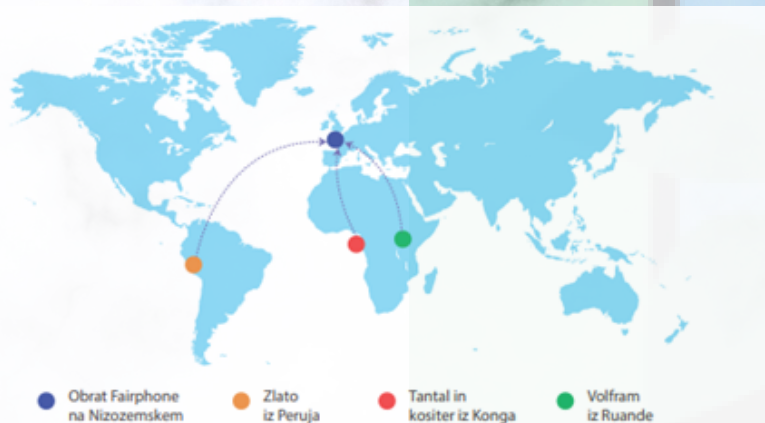 Obrat Fairphone
na Nizozemskem
Zlato
iz Peruja
Tantal in
kositer iz Konga
Volfram
iz Ruande